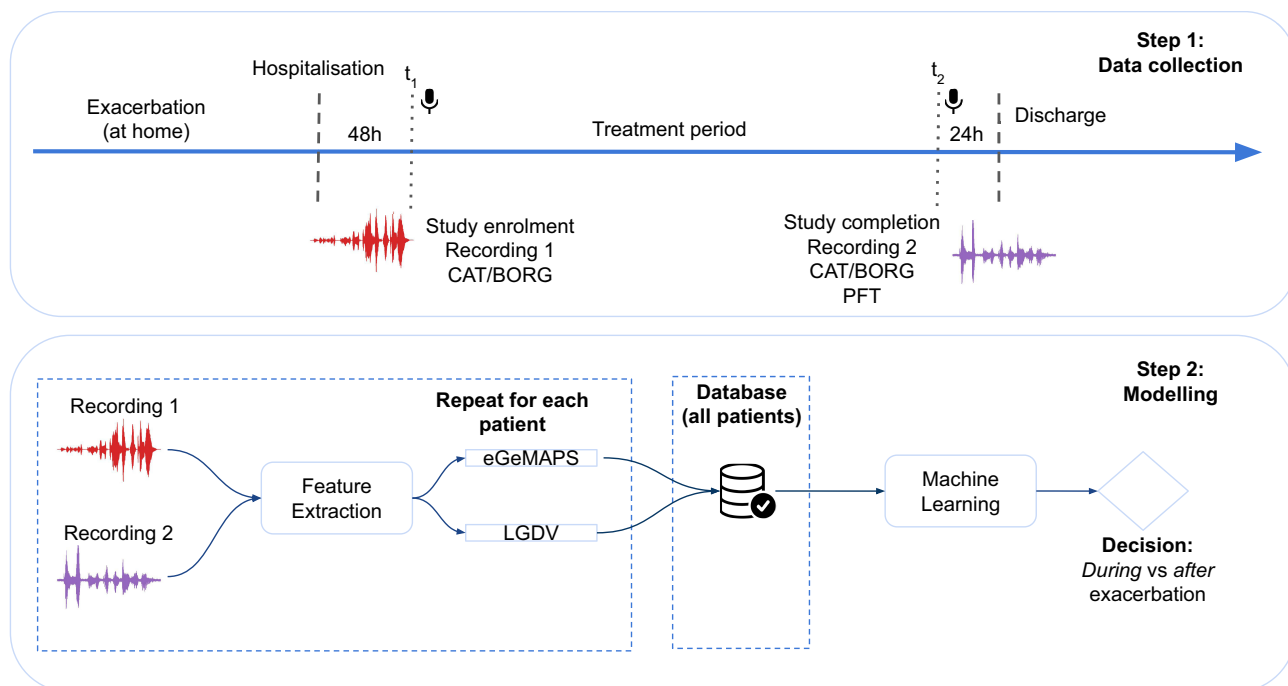 Step 1:
Data collection
Hospitalisation
t1
t2
Exacerbation
(at home)
48h
Treatment period
24h
Discharge
Study enrolment
Recording 1
CAT/BORG
Study completion
Recording 2
CAT/BORG
PFT
Step 2:
Modelling
Recording 1
Recording 2
Feature
Extraction
Repeat for each
patient
eGeMAPS
LGDV
Database
(all patients)
Machine
Learning
Decision:
During vs after
exacerbation